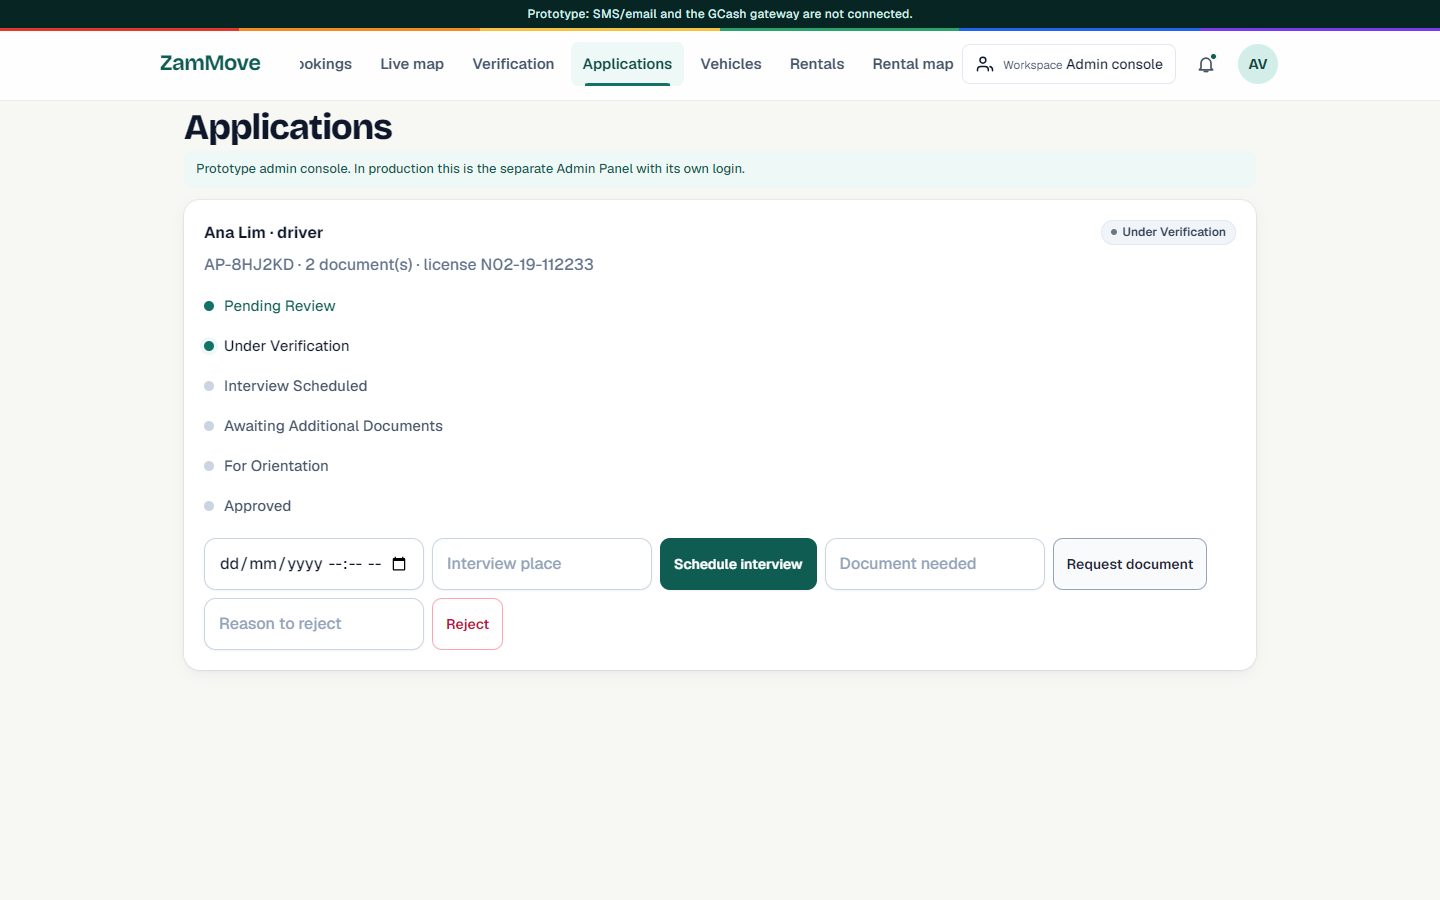 Prototype: SMS/email and the GCash gateway are not connected.
ZamMove
ookings
Live map
Verification
Applications
Vehicles
Rentals
Rental map
Workspace Admin console
AV
Applications
Prototype admin console. In production this is the separate Admin Panel with its own login.
Ana Lim · driver
Under Verification
AP-8HJ2KD · 2 document(s) · license N02-19-112233
Pending Review
Under Verification
Interview Scheduled
Awaiting Additional Documents
For Orientation
Approved
dd/mm/yyyy --:-- --
Interview place
Schedule interview
Document needed
Request document
Reason to reject
Reject